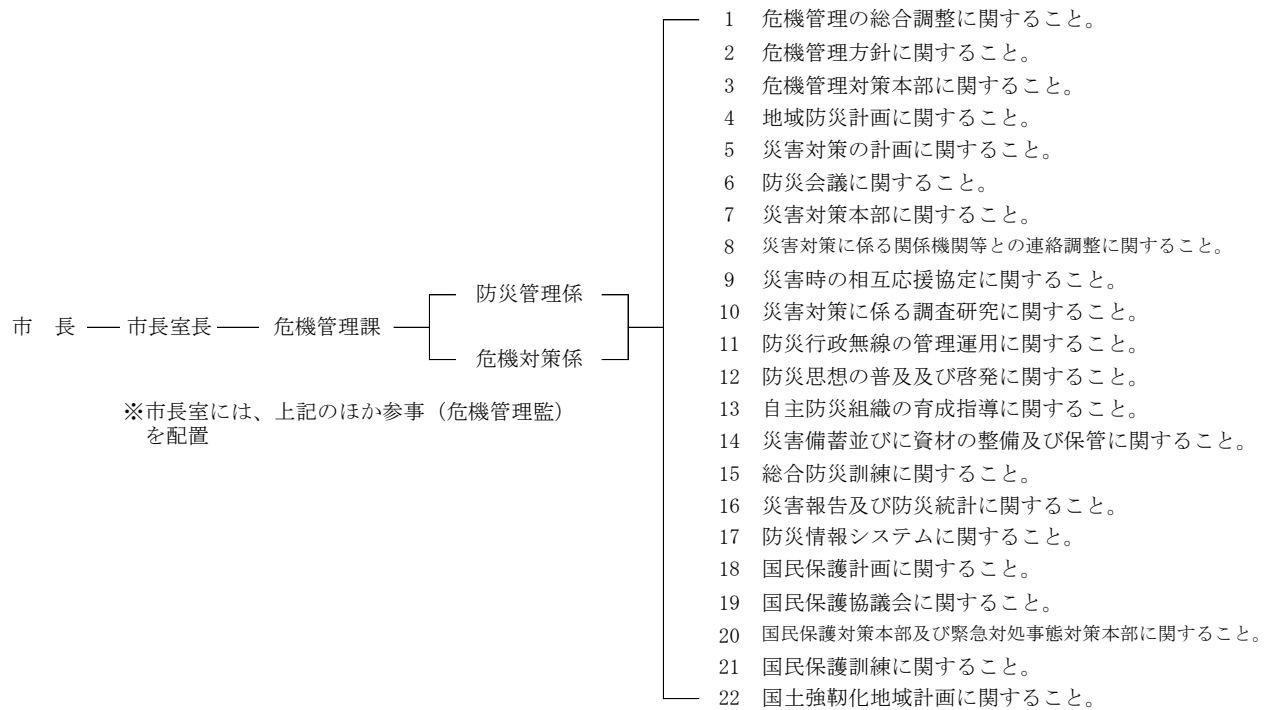 市　長
市長室長
危機管理課
防災管理係
危機対策係
※市長室には、上記のほか参事（危機管理監）
を配置
1　危機管理の総合調整に関すること。
2　危機管理方針に関すること。
3　危機管理対策本部に関すること。
4　地域防災計画に関すること。
5　災害対策の計画に関すること。
6　防災会議に関すること。
7　災害対策本部に関すること。
8　災害対策に係る関係機関等との連絡調整に関すること。
9　災害時の相互応援協定に関すること。
10　災害対策に係る調査研究に関すること。
11　防災行政無線の管理運用に関すること。
12　防災思想の普及及び啓発に関すること。
13　自主防災組織の育成指導に関すること。
14　災害備蓄並びに資材の整備及び保管に関すること。
15　総合防災訓練に関すること。
16　災害報告及び防災統計に関すること。
17　防災情報システムに関すること。
18　国民保護計画に関すること。
19　国民保護協議会に関すること。
20　国民保護対策本部及び緊急対処事態対策本部に関すること。
21　国民保護訓練に関すること。
22　国土強靭化地域計画に関すること。